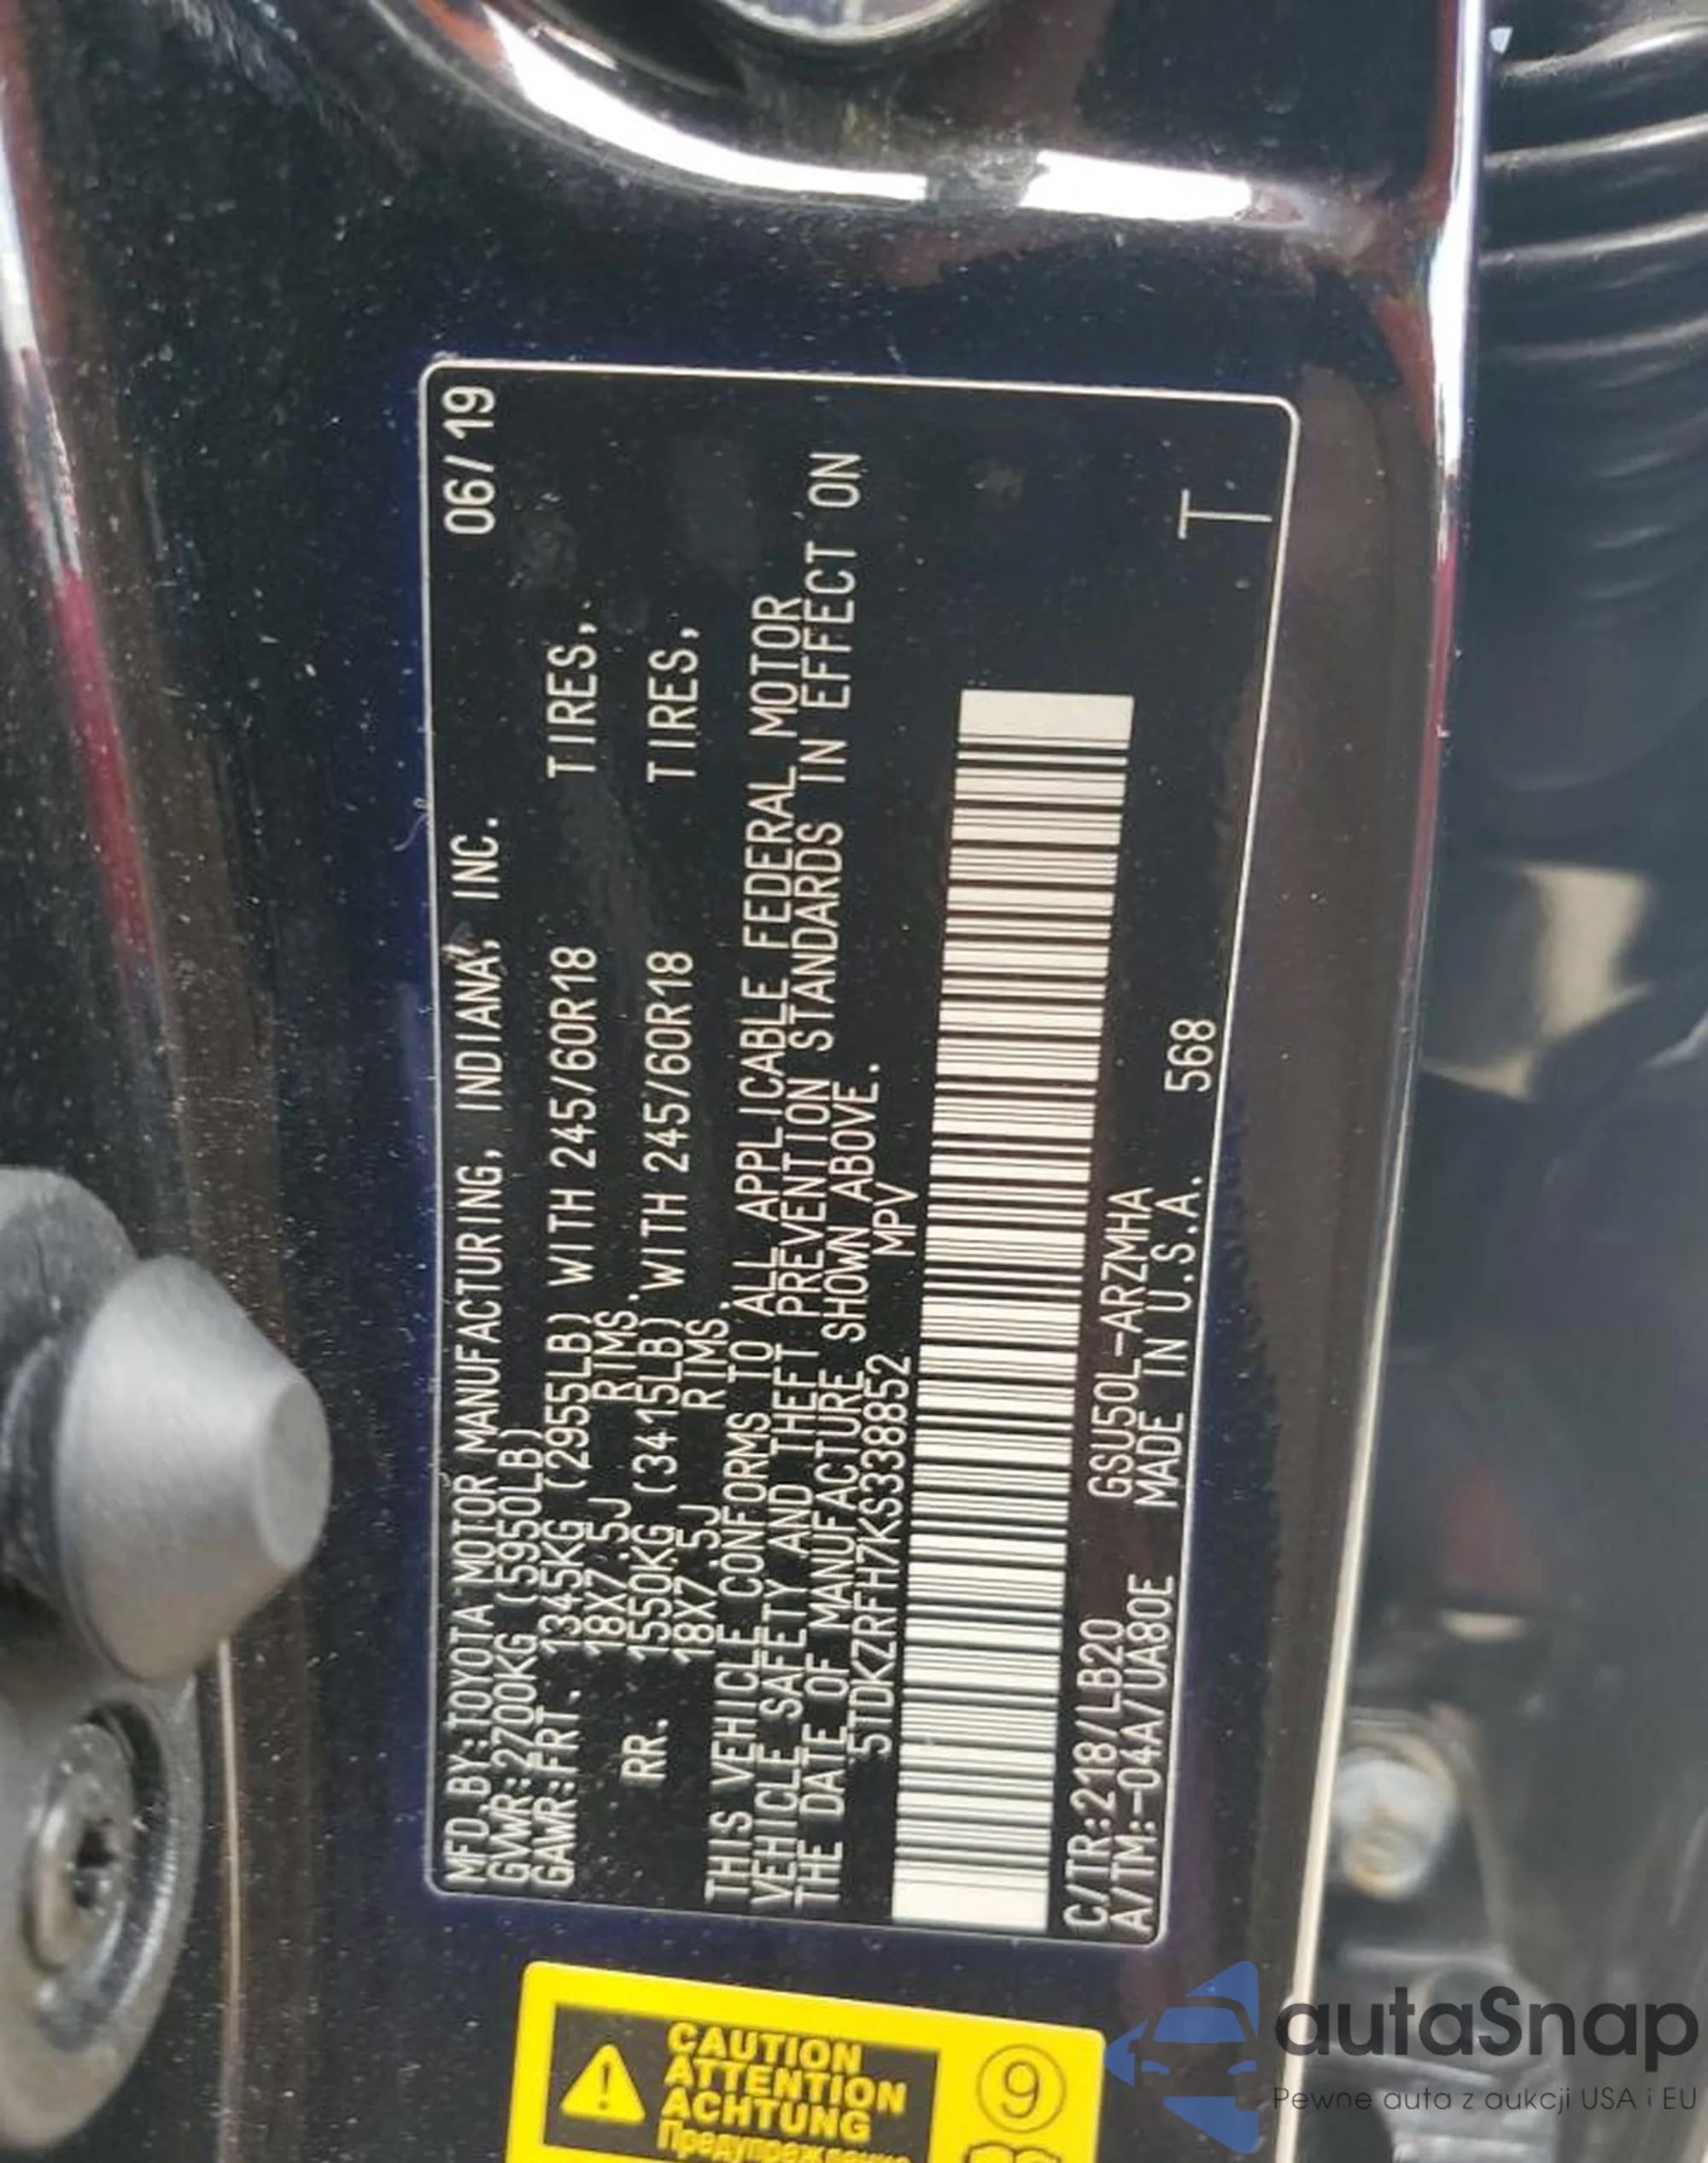 MFD.BY:TOYOTA MOTOR MANUFACTURING, INDIANA, INC. 06/19
GVWR:2700KG (5950LB)
GAWR:FRT. 1345KG (2955LB) WITH 245/60R18 TIRES,
18X7.5J RIMS.
RR. 1550KG (3415LB) WITH 245/60R18 TIRES,
18X7.5J RIMS.
THIS VEHICLE CONFORMS TO ALL APPLICABLE FEDERAL MOTOR
VEHICLE SAFETY AND THEFT PREVENTION STANDARDS IN EFFECT ON
THE DATE OF MANUFACTURE SHOWN ABOVE.
5TDKZRFH7KS338852 MPV
C/TR:218/LB20 GSU50L-ARZMHA
A/TM:-04A/UA80E MADE IN U.S.A. 568
T
CAUTION
ATTENTION
ACHTUNG
Предупреждение
9
autaSnap
Pewne auta z aukcji USA i EU